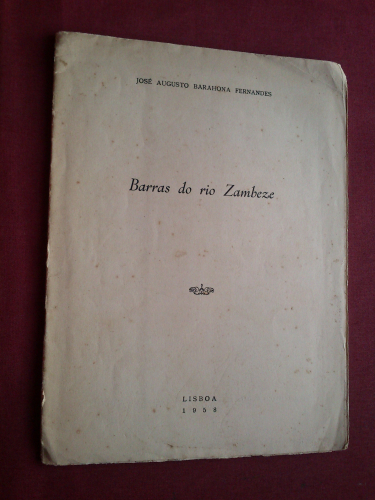 JOSÉ AUGUSTO BARAHONA FERNANDES
Barras do rio Zambeze
LISBOA
1958